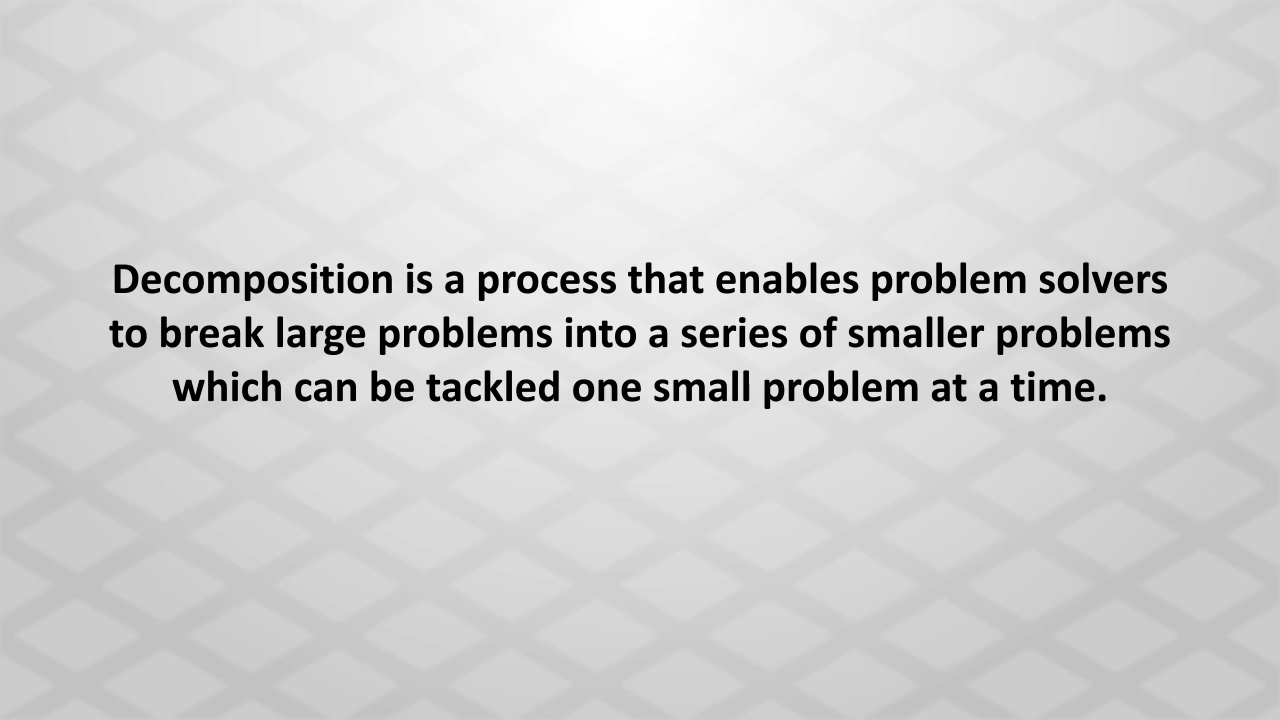 Decomposition is a process that enables problem solvers
to break large problems into a series of smaller problems
which can be tackled one small problem at a time.